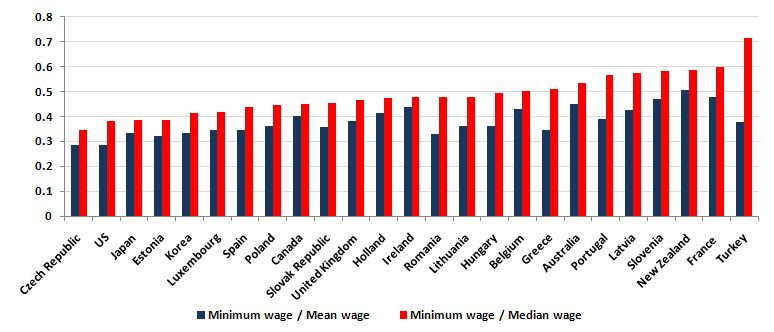 0.8
0.7
0.6
0.5
0.4
0.3
0.2
0.1
0
Czech Republic
US
Japan
Estonia
Korea
Luxembourg
Spain
Poland
Canada
Slovak Republic
United Kingdom
Holland
Ireland
Romania
Lithuania
Hungary
Belgium
Greece
Australia
Portugal
Latvia
Slovenia
New Zealand
France
Turkey
Minimum wage / Mean wage
Minimum wage / Median wage